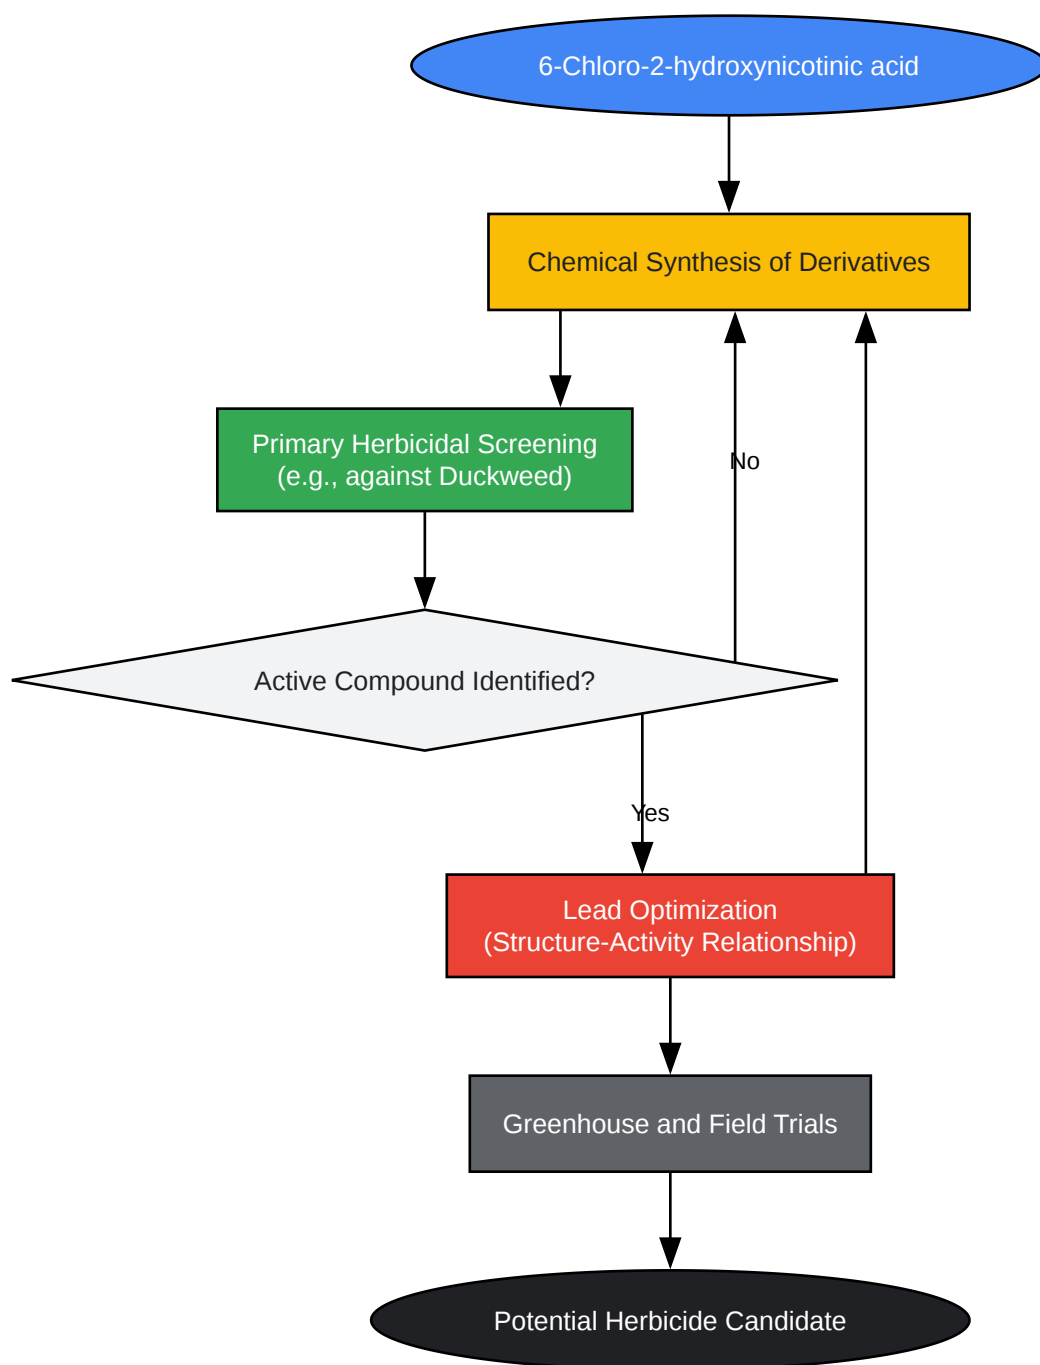 6-Chloro-2-hydroxynicotinic acid
Chemical Synthesis of Derivatives
Primary Herbicidal Screening
(e.g., against Duckweed)
No
Active Compound Identified?
Yes
Lead Optimization
(Structure-Activity Relationship)
Greenhouse and Field Trials
Potential Herbicide Candidate